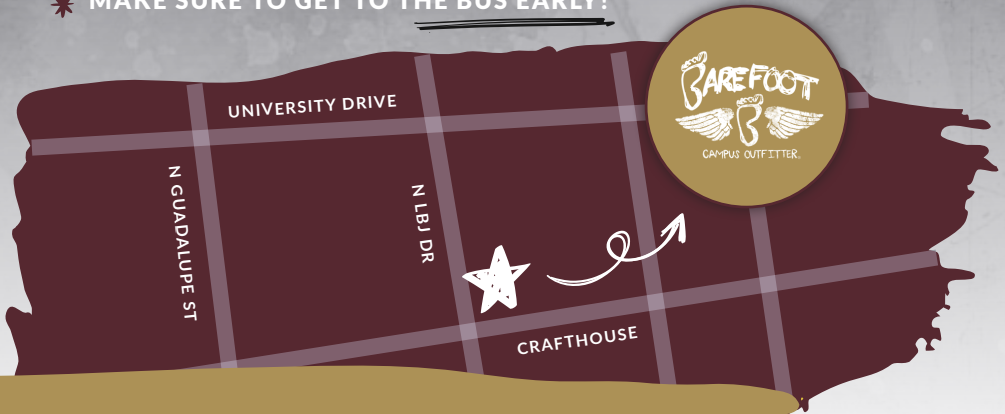 MAKE SURE TO GET TO THE BUS EARLY!
BAREFOOT
B
CAMPUS OUTFITTER
UNIVERSITY DRIVE
N GUADALUPE ST
N LBJ DR
CRAFTHOUSE